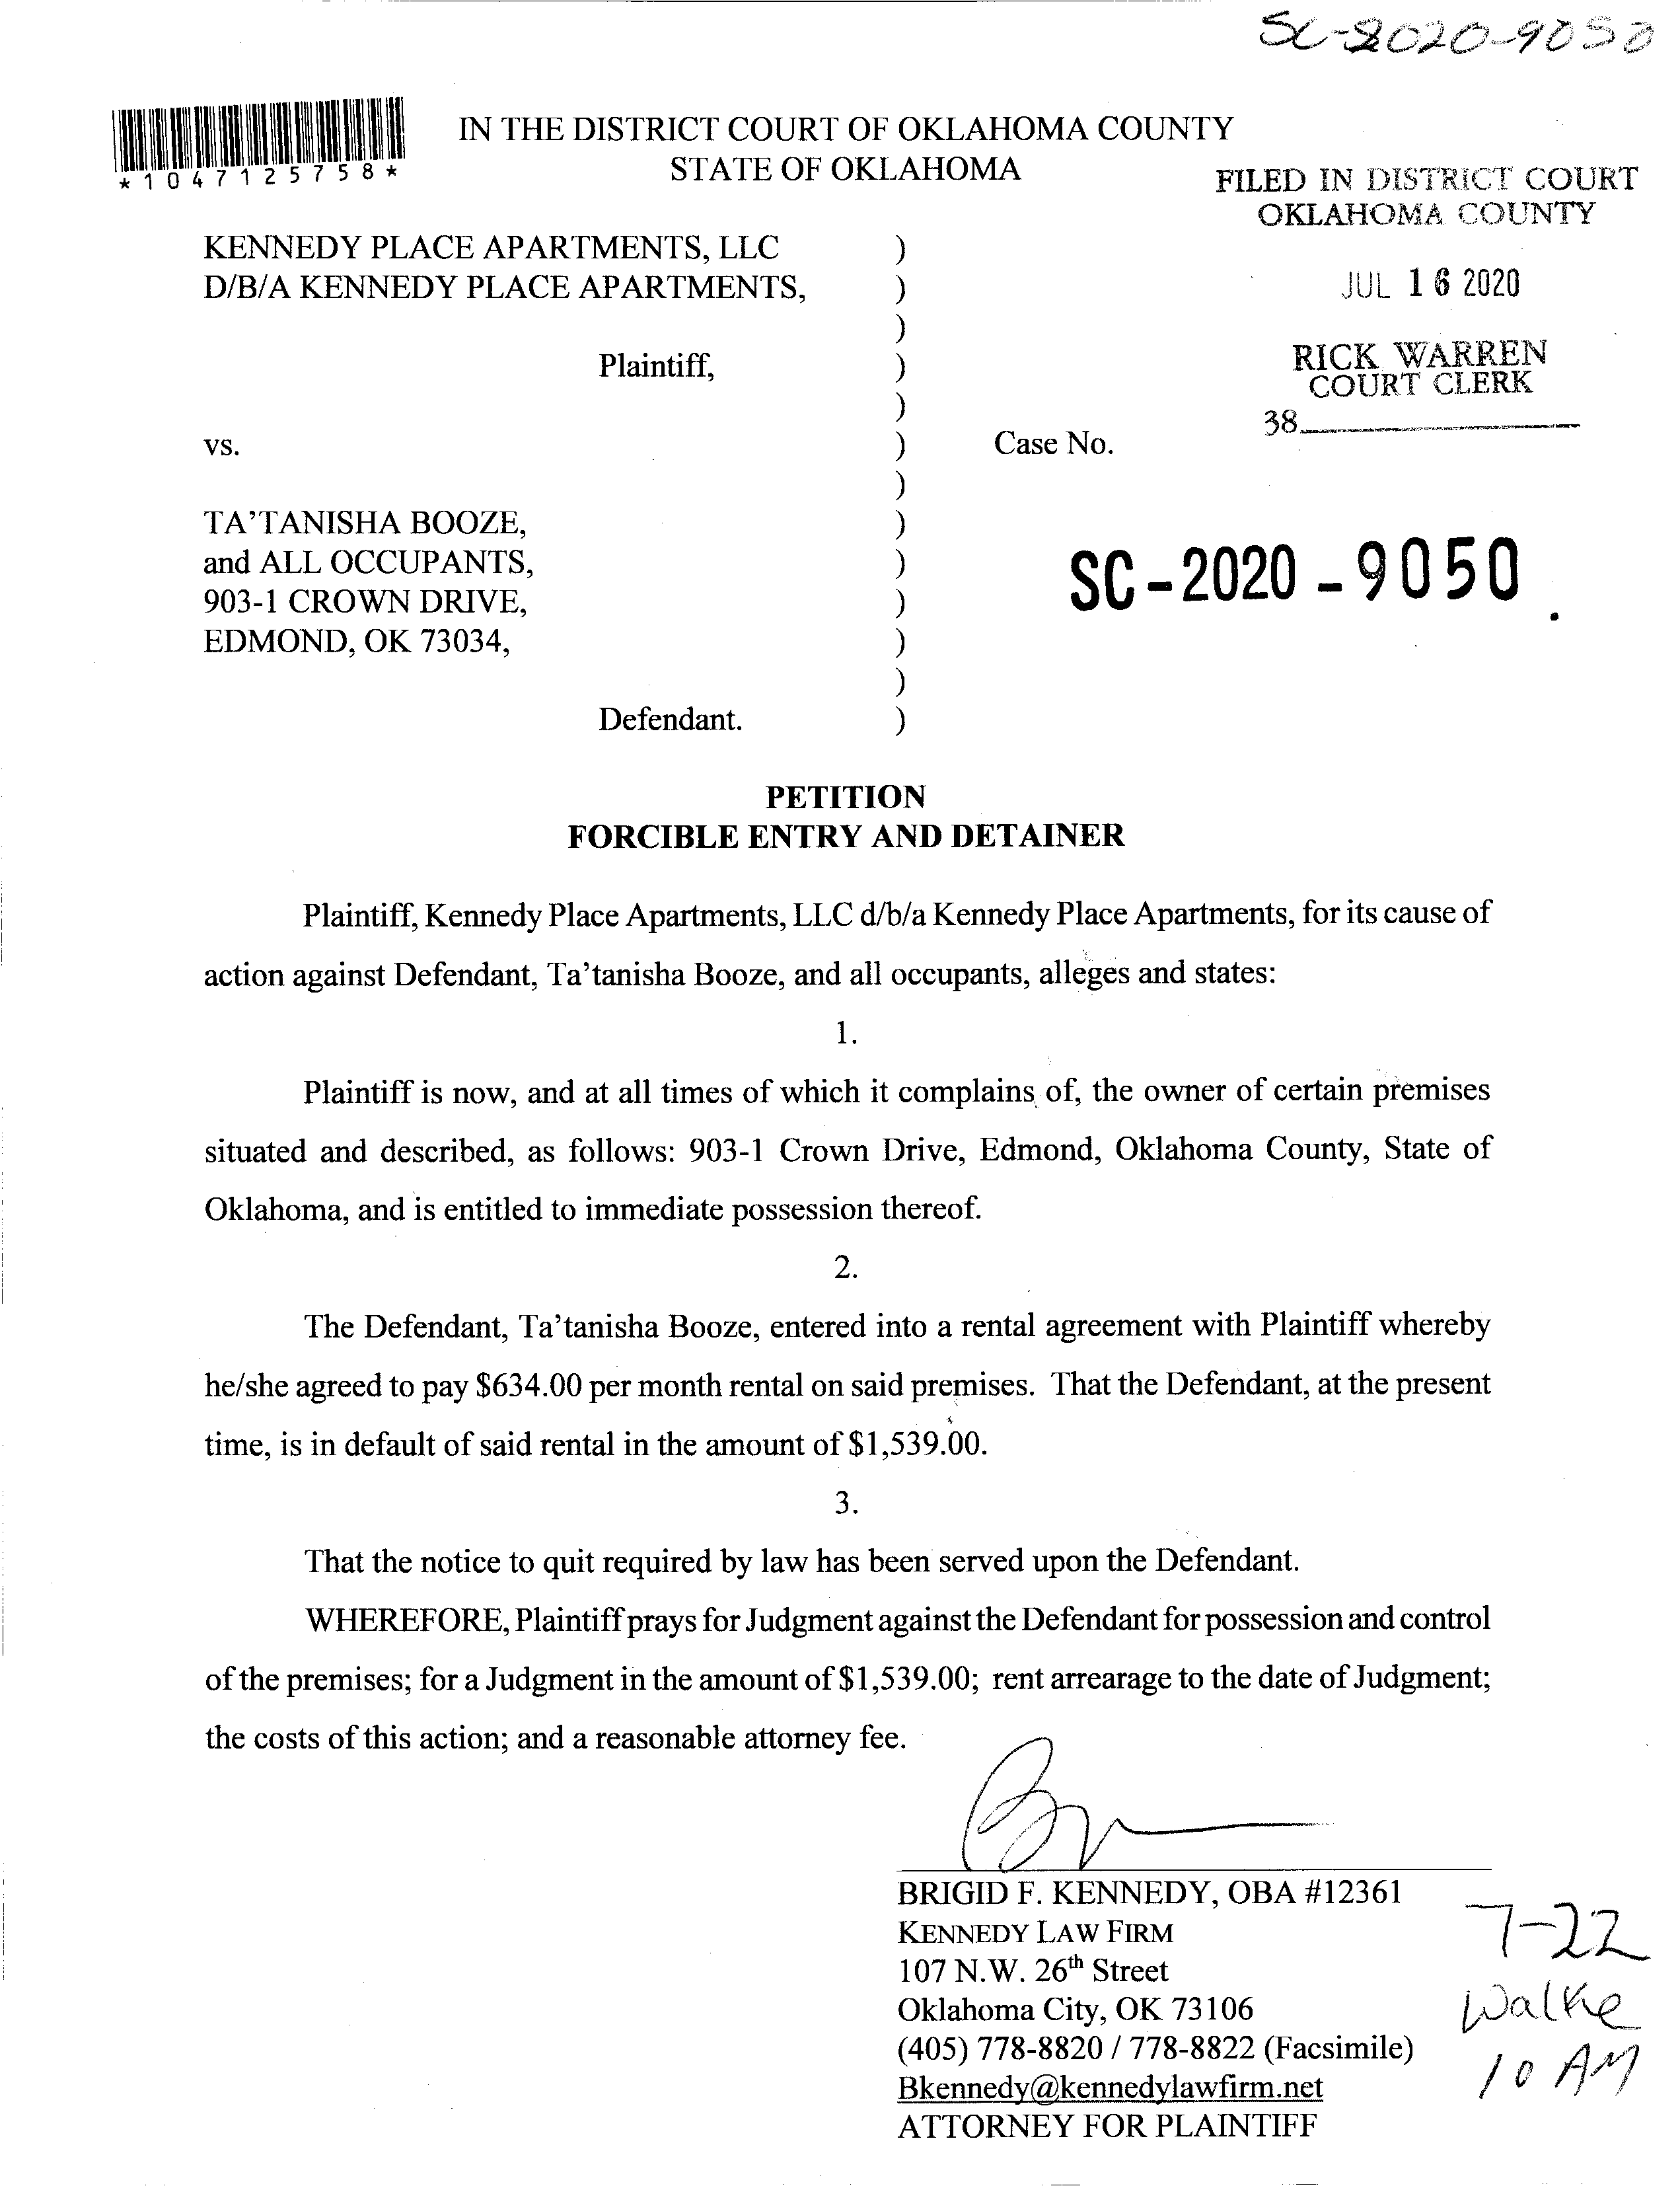 SC-2020-9050
*1047125758*
IN THE DISTRICT COURT OF OKLAHOMA COUNTY
STATE OF OKLAHOMA
FILED IN DISTRICT COURT
OKLAHOMA COUNTY
JUL 16 2020
RICK WARREN
COURT CLERK
38
KENNEDY PLACE APARTMENTS, LLC )
D/B/A KENNEDY PLACE APARTMENTS, )
)
Plaintiff, )
)
vs. ) Case No.
)
TA'TANISHA BOOZE, )
and ALL OCCUPANTS, ) SC-2020-9050.
903-1 CROWN DRIVE, )
EDMOND, OK 73034, )
)
Defendant. )
PETITION
FORCIBLE ENTRY AND DETAINER
Plaintiff, Kennedy Place Apartments, LLC d/b/a Kennedy Place Apartments, for its cause of
action against Defendant, Ta'tanisha Booze, and all occupants, alleges and states:
1.
Plaintiff is now, and at all times of which it complains of, the owner of certain premises
situated and described, as follows: 903-1 Crown Drive, Edmond, Oklahoma County, State of
Oklahoma, and is entitled to immediate possession thereof.
2.
The Defendant, Ta'tanisha Booze, entered into a rental agreement with Plaintiff whereby
he/she agreed to pay $634.00 per month rental on said premises. That the Defendant, at the present
time, is in default of said rental in the amount of $1,539.00.
3.
That the notice to quit required by law has been served upon the Defendant.
WHEREFORE, Plaintiff prays for Judgment against the Defendant for possession and control
of the premises; for a Judgment in the amount of $1,539.00; rent arrearage to the date of Judgment;
the costs of this action; and a reasonable attorney fee.
BRIGID F. KENNEDY, OBA #12361
KENNEDY LAW FIRM
107 N.W. 26th Street
Oklahoma City, OK 73106
(405) 778-8820 / 778-8822 (Facsimile)
Bkennedy@kennedylawfirm.net
ATTORNEY FOR PLAINTIFF
7-22
Walke
10 AM